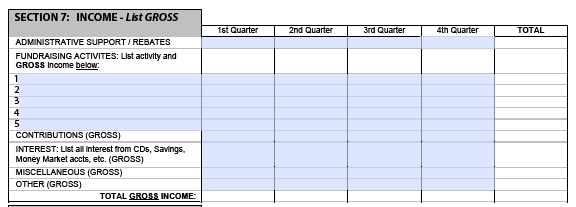 SECTION 7: INCOME - List GROSS
1st Quarter 2nd Quarter 3rd Quarter 4th Quarter TOTAL
ADMINISTRATIVE SUPPORT / REBATES
FUNDRAISING ACTIVITES: List activity and
GROSS Income below:
1
2
3
4
5
CONTRIBUTIONS (GROSS)
INTEREST: List all Interest from CDs, Savings,
Money Market accts, etc. (GROSS)
MISCELLANEOUS (GROSS)
OTHER (GROSS)
TOTAL GROSS INCOME: